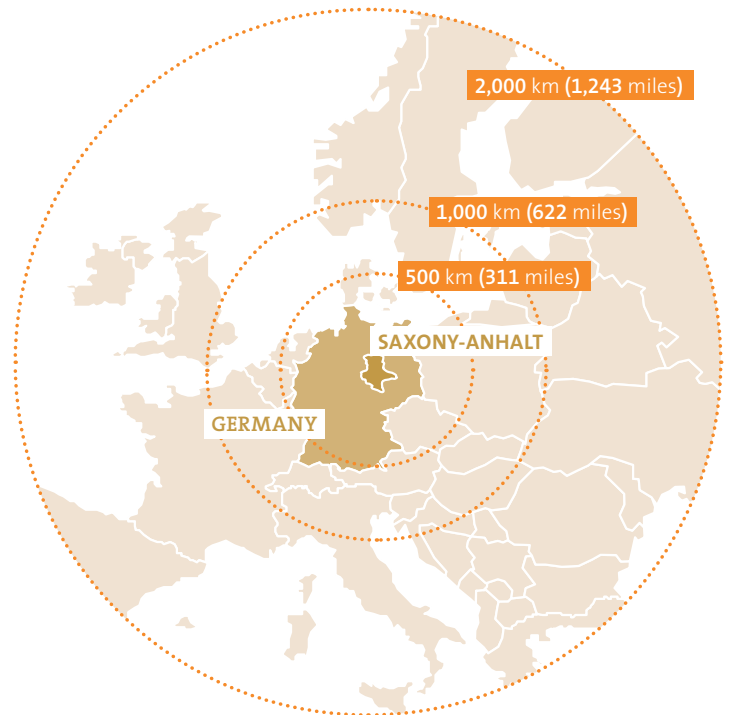 2,000 km (1,243 miles)
1,000 km (622 miles)
500 km (311 miles)
SAXONY-ANHALT
GERMANY